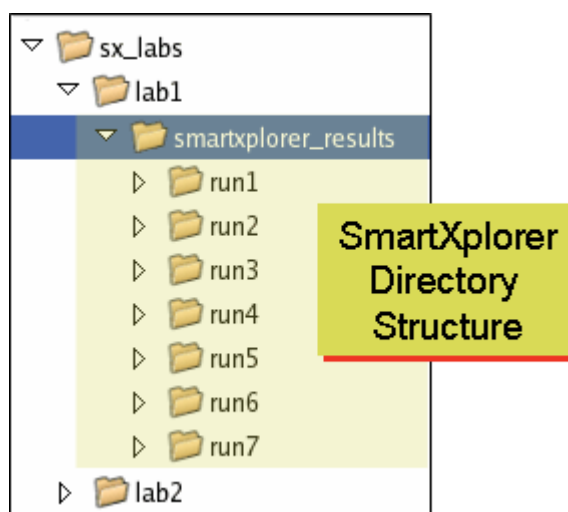 sx_labs
lab1
smartxplorer_results
run1
run2
run3
run4
run5
run6
run7
lab2
SmartXplorer
Directory
Structure